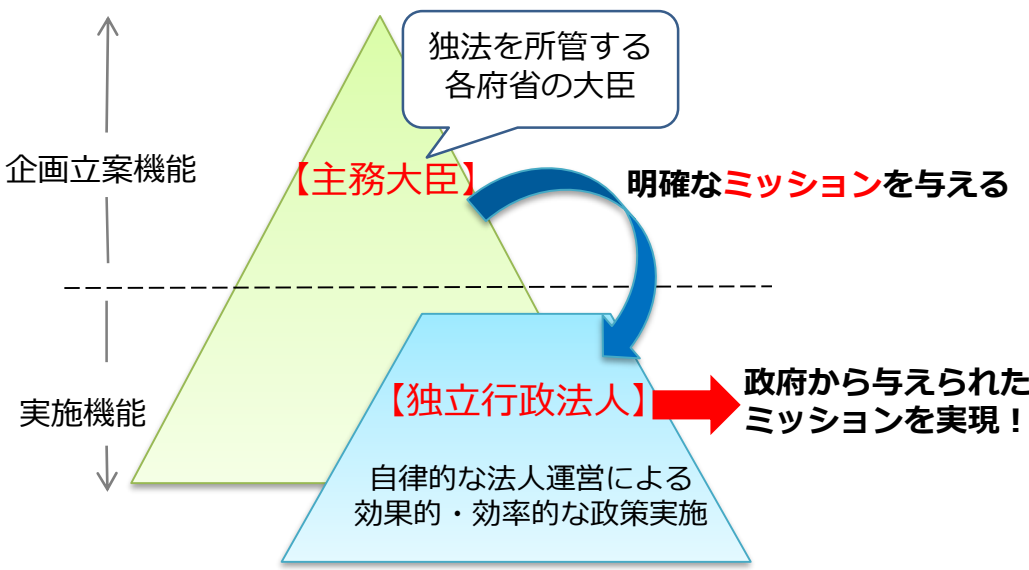 独法を所管する
各府省の大臣
企画立案機能
【主務大臣】
明確なミッションを与える
実施機能
【独立行政法人】
政府から与えられた
ミッションを実現！
自律的な法人運営による
効果的・効率的な政策実施